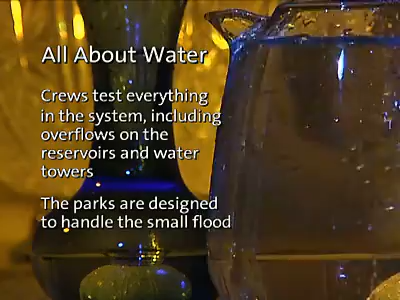 All About Water
Crews test everything
in the system, including
overflows on the
reservoirs and water
towers
The parks are designed
to handle the small flood